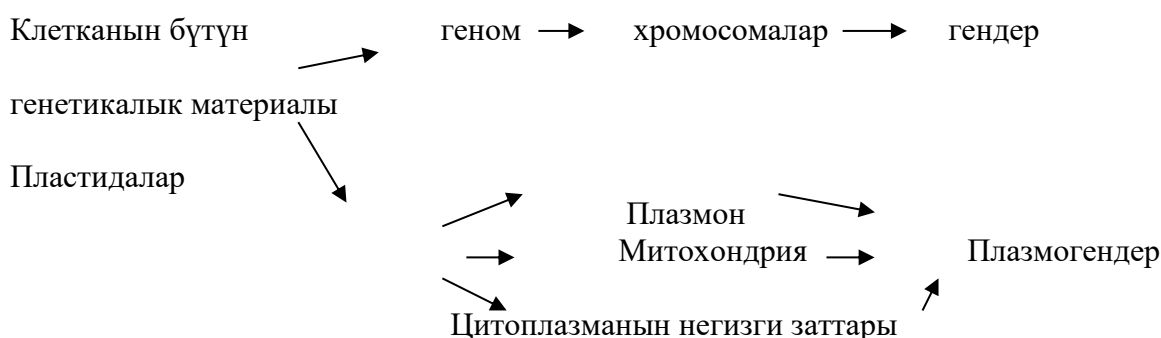 Клетканын бүтүн геном хромосомалар гендер
генетикалык материалы
Пластидалар
Плазмон
Митохондрия Плазмогендер
Цитоплазманын негизги заттары